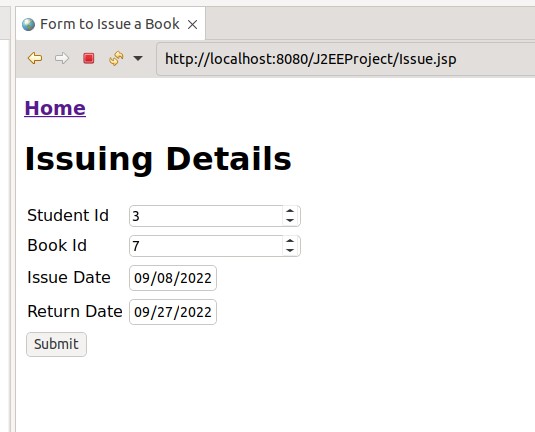 Form to Issue a Book
http://localhost:8080/J2EEProject/Issue.jsp
Home
Issuing Details
Student Id 3
Book Id 7
Issue Date 09/08/2022
Return Date 09/27/2022
Submit